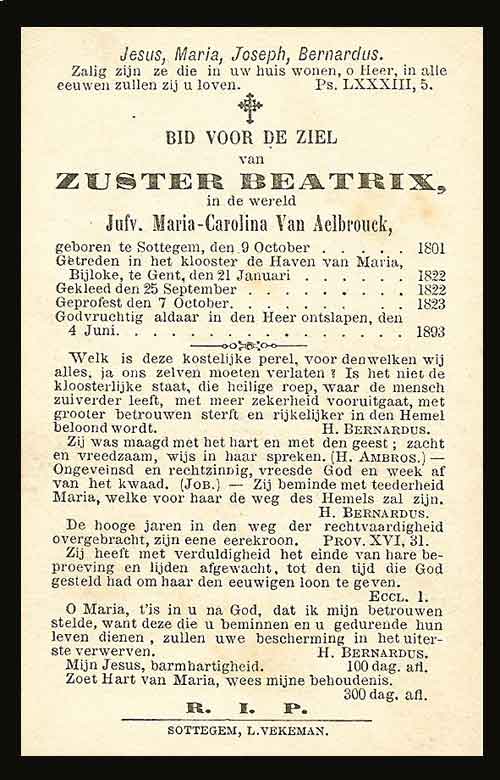 Jesus, Maria, Joseph, Bernardus.
Zalig zijn ze die in uw huis wonen, o Heer, in alle
eeuwen zullen zij u loven. Ps. LXXXIII, 5.
BID VOOR DE ZIEL
van
ZUSTER BEATRIX,
in de wereld
Jufv. Maria-Carolina Van Aelbrouck,
geboren te Sottegem, den 9 October . . . . . 1801
Getreden in het klooster de Haven van Maria,
Bijloke, te Gent, den 21 Januari . . . . . . 1822
Gekleed den 25 September . . . . . . . . . 1822
Geprofest den 7 October. . . . . . . . . . 1823
Godvruchtig aldaar in den Heer ontslapen, den
4 Juni. . . . . . . . . . . . . . . . 1893
Welk is deze kostelijke perel, voor denwelken wij
alles, ja ons zelven moeten verlaten ? Is het niet de
kloosterlijke staat, die heilige roep, waar de mensch
zuiverder leeft, met meer zekerheid vooruitgaat, met
grooter betrouwen sterft en rijkelijker in den Hemel
beloond wordt. H. BERNARDUS.
Zij was maagd met het hart en met den geest ; zacht
en vreedzaam, wijs in haar spreken. (H. AMBROS.) —
Ongeveinsd en rechtzinnig, vreesde God en week af
van het kwaad. (JOB.) — Zij beminde met teederheid
Maria, welke voor haar de weg des Hemels zal zijn.
H. BERNARDUS.
De hooge jaren in den weg der rechtvaardigheid
overgebracht, zijn eene eerekroon. PROV. XVI, 31.
Zij heeft met verduldigheid het einde van hare be-
proeving en lijden afgewacht, tot den tijd die God
gesteld had om haar den eeuwigen loon te geven.
ECCL. 1.
O Maria, t'is in u na God, dat ik mijn betrouwen
stelde, want deze die u beminnen en u gedurende hun
leven dienen , zullen uwe bescherming in het uiter-
ste verwerven. H. BERNARDUS.
Mijn Jesus, barmhartigheid. 100 dag. afl.
Zoet Hart van Maria, wees mijne behoudenis.
300 dag. afl.
R. I. P.
SOTTEGEM, L. VEKEMAN.